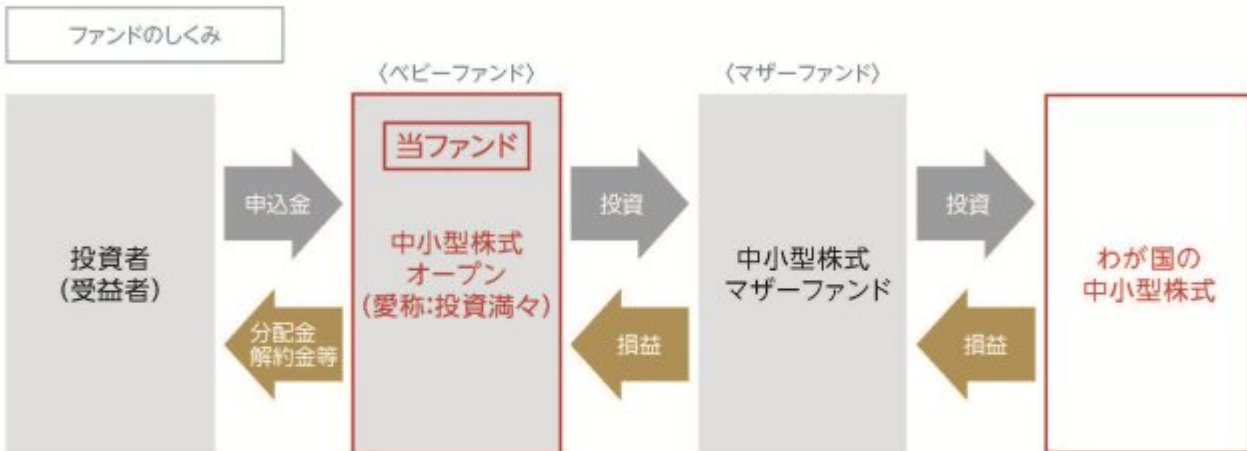 ファンドのしくみ
〈ベビーファンド〉
〈マザーファンド〉
投資者
(受益者)
申込金
分配金
解約金等
当ファンド
中小型株式
オープン
(愛称:投資満々)
投資
損益
中小型株式
マザーファンド
投資
損益
わが国の
中小型株式